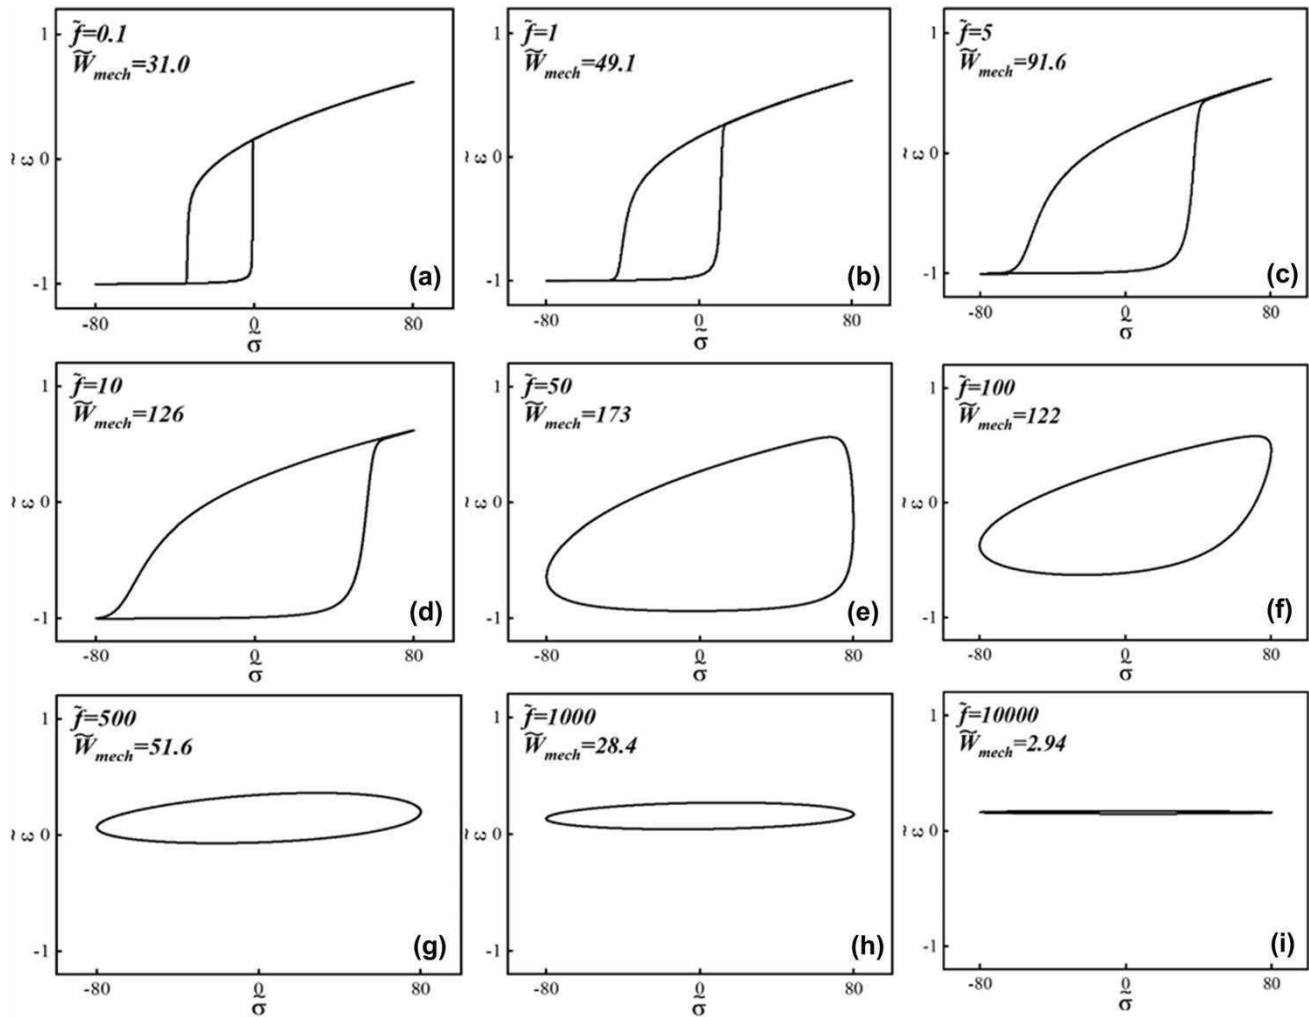 f̃=0.1
W̃mech=31.0
1
ε̃ 0
-1
(a)
-80 0 80
σ̃
f̃=1
W̃mech=49.1
1
ε̃ 0
-1
(b)
-80 0 80
σ̃
f̃=5
W̃mech=91.6
1
ε̃ 0
-1
(c)
-80 0 80
σ̃
f̃=10
W̃mech=126
1
ε̃ 0
-1
(d)
-80 0 80
σ̃
f̃=50
W̃mech=173
1
ε̃ 0
-1
(e)
-80 0 80
σ̃
f̃=100
W̃mech=122
1
ε̃ 0
-1
(f)
-80 0 80
σ̃
f̃=500
W̃mech=51.6
1
ε̃ 0
-1
(g)
-80 0 80
σ̃
f̃=1000
W̃mech=28.4
1
ε̃ 0
-1
(h)
-80 0 80
σ̃
f̃=10000
W̃mech=2.94
1
ε̃ 0
-1
(i)
-80 0 80
σ̃